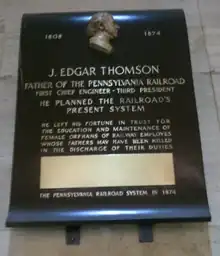 1808 1874
J. EDGAR THOMSON
FATHER OF THE PENNSYLVANIA RAILROAD
FIRST CHIEF ENGINEER - THIRD PRESIDENT
HE PLANNED THE RAILROAD'S
PRESENT SYSTEM
HE LEFT HIS FORTUNE IN TRUST FOR
THE EDUCATION AND MAINTENANCE OF
FEMALE ORPHANS OF RAILWAY EMPLOYES
WHOSE FATHERS MAY HAVE BEEN KILLED
IN THE DISCHARGE OF THEIR DUTIES
THE PENNSYLVANIA RAILROAD SYSTEM IN 1874